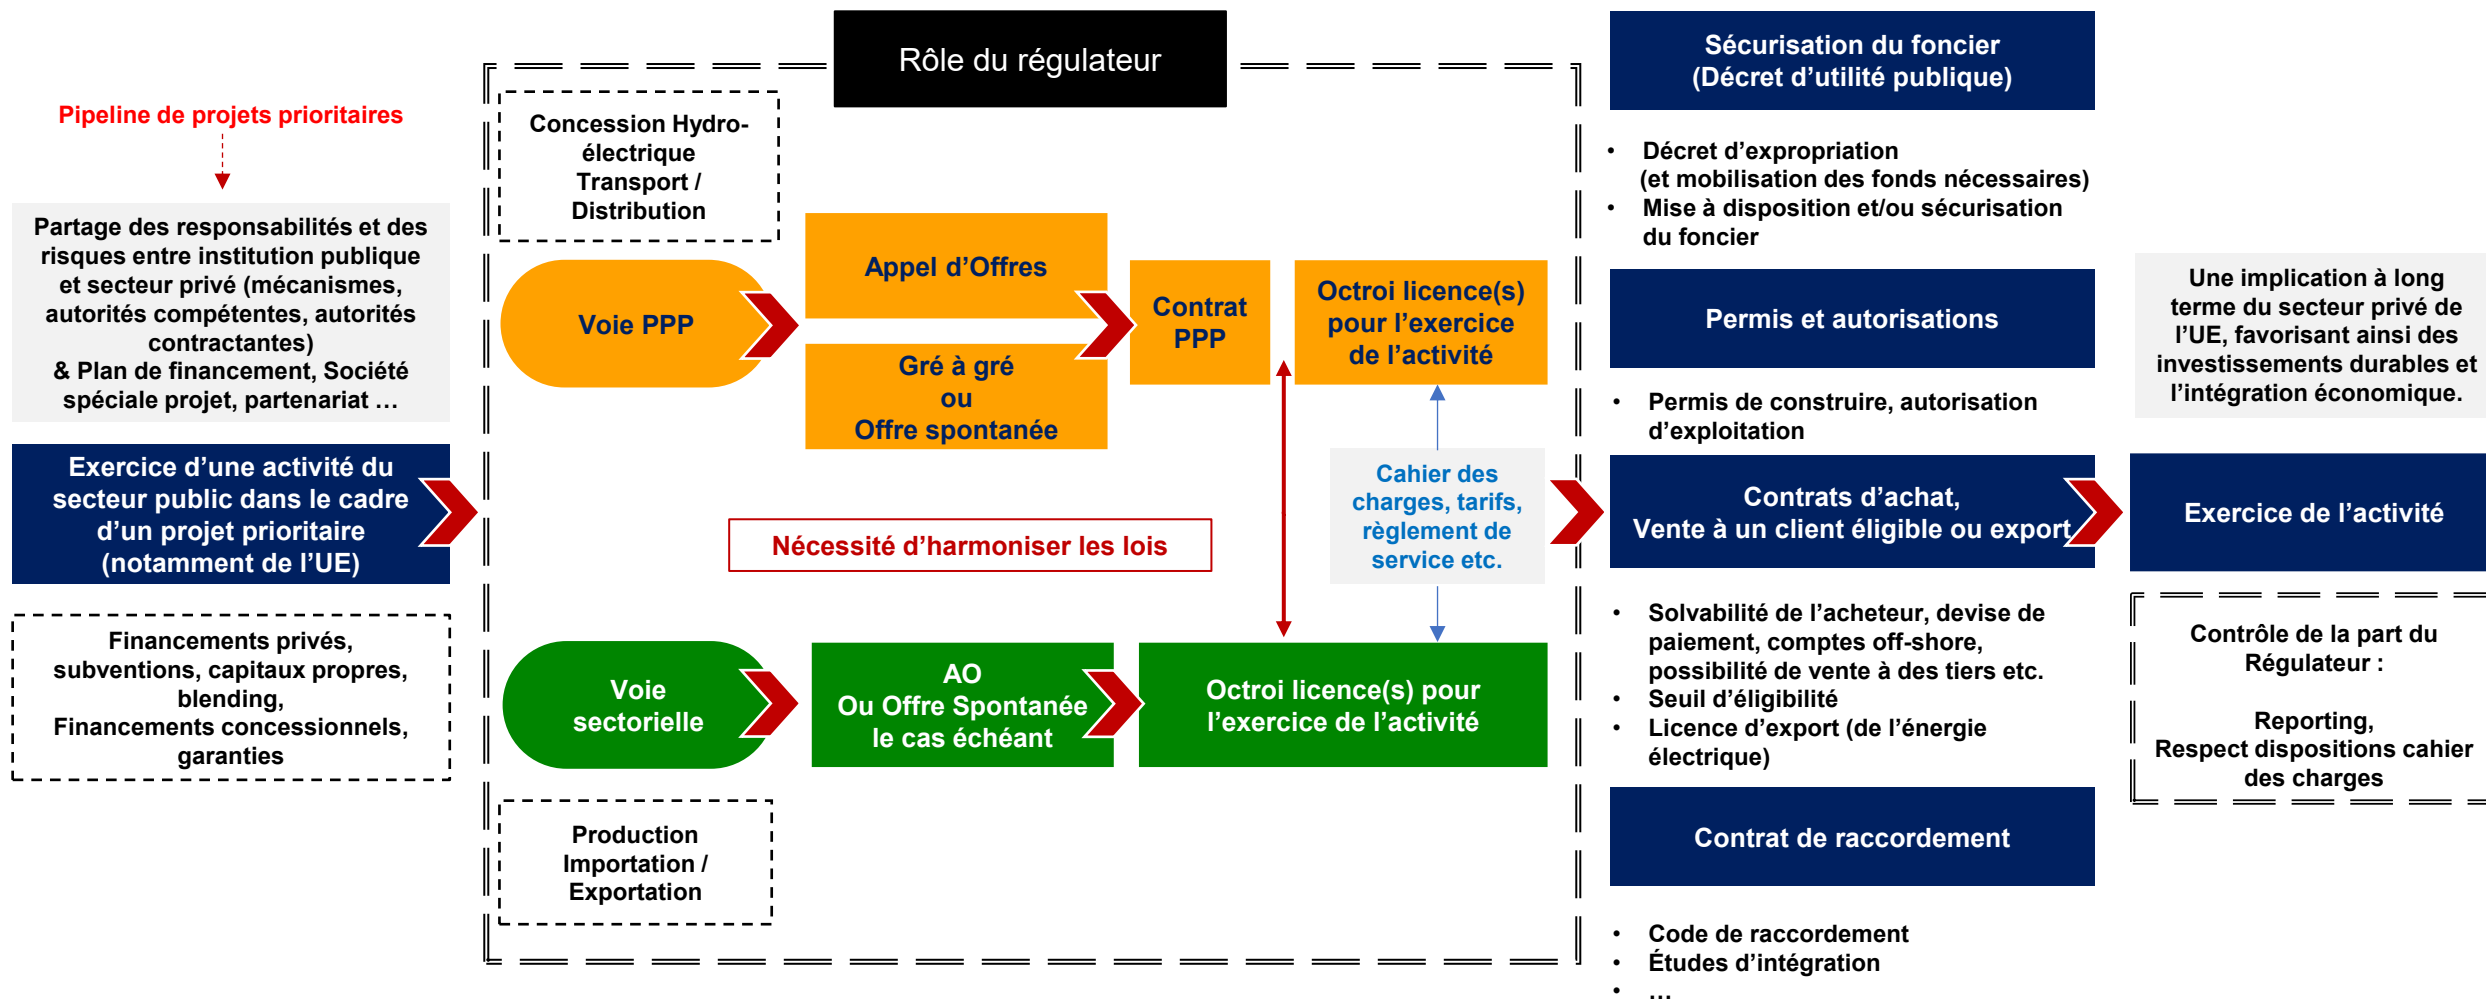 Pipeline de projets prioritaires
Partage des responsabilités et des
risques entre institution publique
et secteur privé (mécanismes,
autorités compétentes, autorités
contractantes)
& Plan de financement, Société
spéciale projet, partenariat …
Exercice d’une activité du
secteur public dans le cadre
d’un projet prioritaire
(notamment de l’UE)
Financements privés,
subventions, capitaux propres,
blending,
Financements concessionnels,
garanties
Rôle du régulateur
Concession Hydro-
électrique
Transport /
Distribution
Voie PPP
Appel d’Offres
Gré à gré
ou
Offre spontanée
Contrat
PPP
Octroi licence(s)
pour l’exercice
de l’activité
Cahier des
charges, tarifs,
règlement de
service etc.
Nécessité d’harmoniser les lois
Voie
sectorielle
AO
Ou Offre Spontanée
le cas échéant
Octroi licence(s) pour
l’exercice de l’activité
Production
Importation /
Exportation
Sécurisation du foncier
(Décret d’utilité publique)
• Décret d’expropriation
(et mobilisation des fonds nécessaires)
• Mise à disposition et/ou sécurisation
du foncier
Permis et autorisations
• Permis de construire, autorisation
d’exploitation
Contrats d’achat,
Vente à un client éligible ou export
• Solvabilité de l’acheteur, devise de
paiement, comptes off-shore,
possibilité de vente à des tiers etc.
• Seuil d’éligibilité
• Licence d’export (de l’énergie
électrique)
Contrat de raccordement
• Code de raccordement
• Études d’intégration
• …
Une implication à long
terme du secteur privé de
l’UE, favorisant ainsi des
investissements durables et
l’intégration économique.
Exercice de l’activité
Contrôle de la part du
Régulateur :
Reporting,
Respect dispositions cahier
des charges